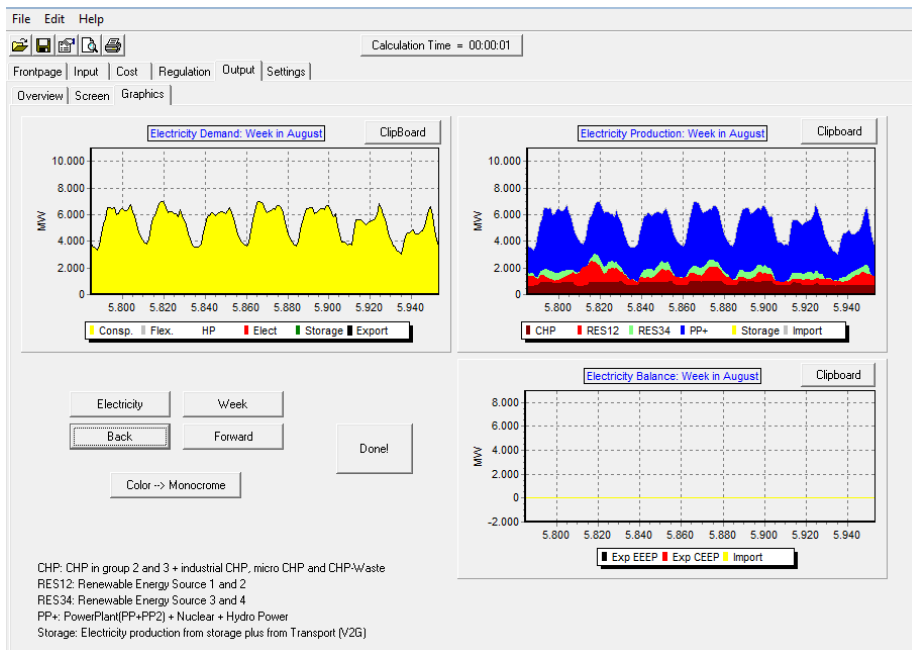 File Edit Help
Calculation Time = 00:00:01
Frontpage Input Cost Regulation Output Settings
Overview Screen Graphics
Electricity Demand: Week in August
ClipBoard
10.000
8.000
6.000
4.000
2.000
0
MW
5.800 5.820 5.840 5.860 5.880 5.900 5.920 5.940
Consp. Flex. HP Elect Storage Export
Electricity Production: Week in August
Clipboard
10.000
8.000
6.000
4.000
2.000
0
MW
5.800 5.820 5.840 5.860 5.880 5.900 5.920 5.940
CHP RES12 RES34 PP+ Storage Import
Electricity Balance: Week in August
Clipboard
8.000
6.000
4.000
2.000
0
-2.000
MW
5.800 5.820 5.840 5.860 5.880 5.900 5.920 5.940
Exp EEEP Exp CEEP Import
Electricity Week
Back Forward
Done!
Color --> Monocrome
CHP: CHP in group 2 and 3 + industrial CHP, micro CHP and CHP-Waste
RES12: Renewable Energy Source 1 and 2
RES34: Renewable Energy Source 3 and 4
PP+: PowerPlant(PP+PP2) + Nuclear + Hydro Power
Storage: Electricity production from storage plus from Transport (V2G)